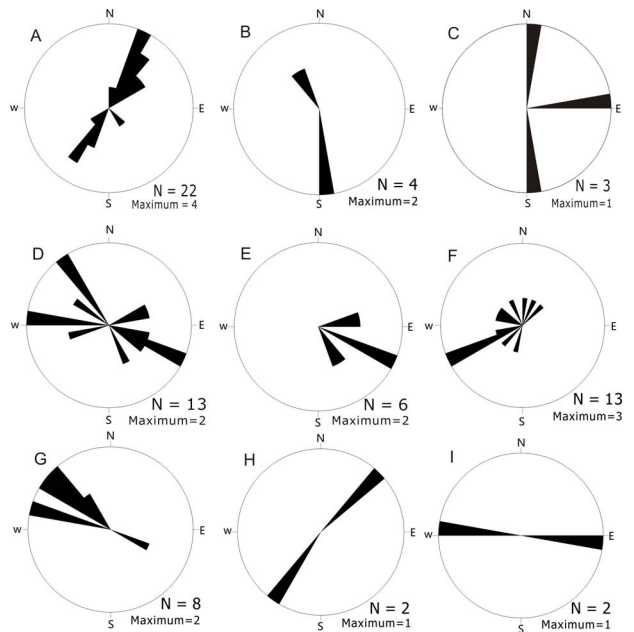 A
N
W
E
S
N = 22
Maximum = 4
B
N
W
E
S
N = 4
Maximum=2
C
N
W
E
S
N = 3
Maximum=1
D
N
W
E
S
N = 13
Maximum=2
E
N
W
E
S
N = 6
Maximum=2
F
N
W
E
S
N = 13
Maximum=3
G
N
W
E
S
N = 8
Maximum=2
H
N
W
E
S
N = 2
Maximum=1
I
N
W
E
S
N = 2
Maximum=1